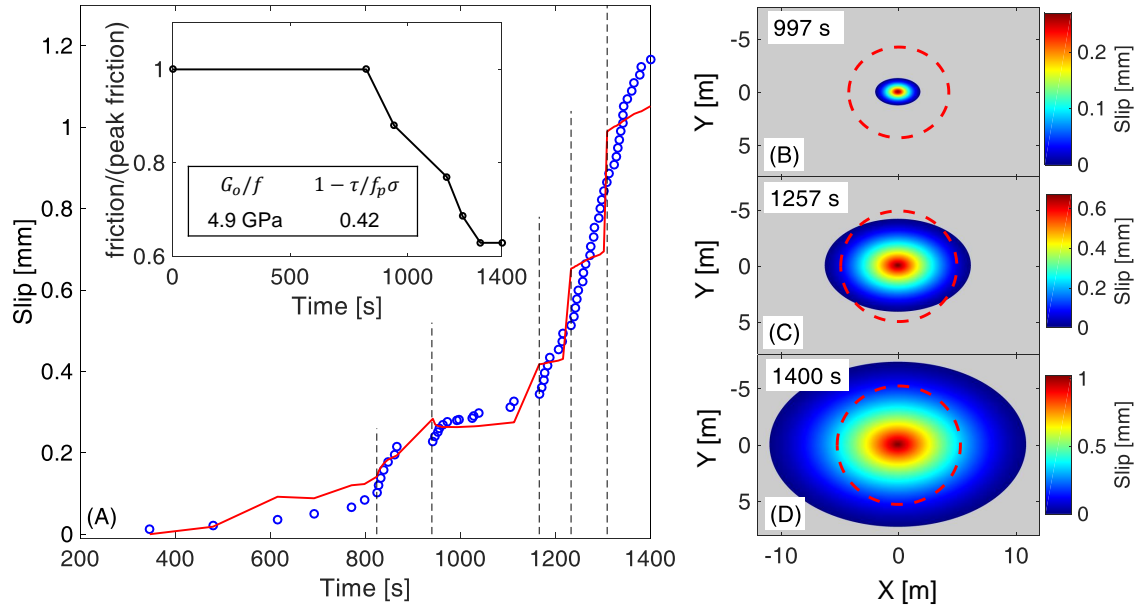 1.2
1
0.8
0.6
0.4
0.2
0
Slip [mm]
200
400
600
800
1000
1200
1400
Time [s]
(A)
1
0.8
0.6
friction/(peak friction)
0
500
1000
1400
Time [s]
G_o/f
1 − τ/f_pσ
4.9 GPa
0.42
997 s
-5
0
5
Y [m]
(B)
0.2
0.1
0
Slip [mm]
1257 s
-5
0
5
Y [m]
(C)
0.6
0.4
0.2
0
Slip [mm]
1400 s
-5
0
5
Y [m]
(D)
1
0.5
0
Slip [mm]
-10
0
10
X [m]